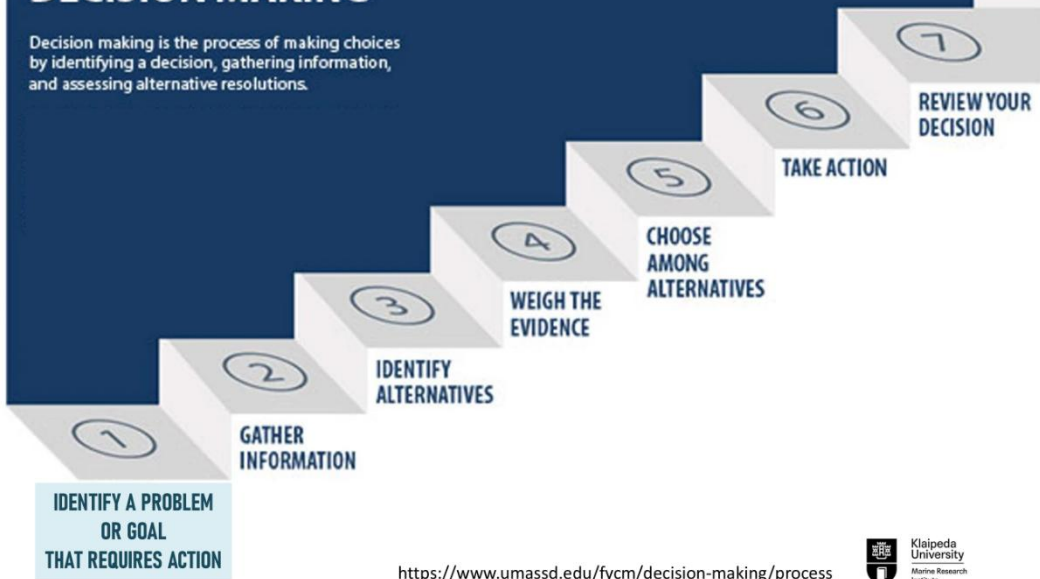 DECISION MAKING
Decision making is the process of making choices
by identifying a decision, gathering information,
and assessing alternative resolutions.
1
IDENTIFY A PROBLEM
OR GOAL
THAT REQUIRES ACTION
2
GATHER
INFORMATION
3
IDENTIFY
ALTERNATIVES
4
WEIGH THE
EVIDENCE
5
CHOOSE
AMONG
ALTERNATIVES
6
TAKE ACTION
7
REVIEW YOUR
DECISION
https://www.umassd.edu/fycm/decision-making/process
Klaipeda
University
Marine Research